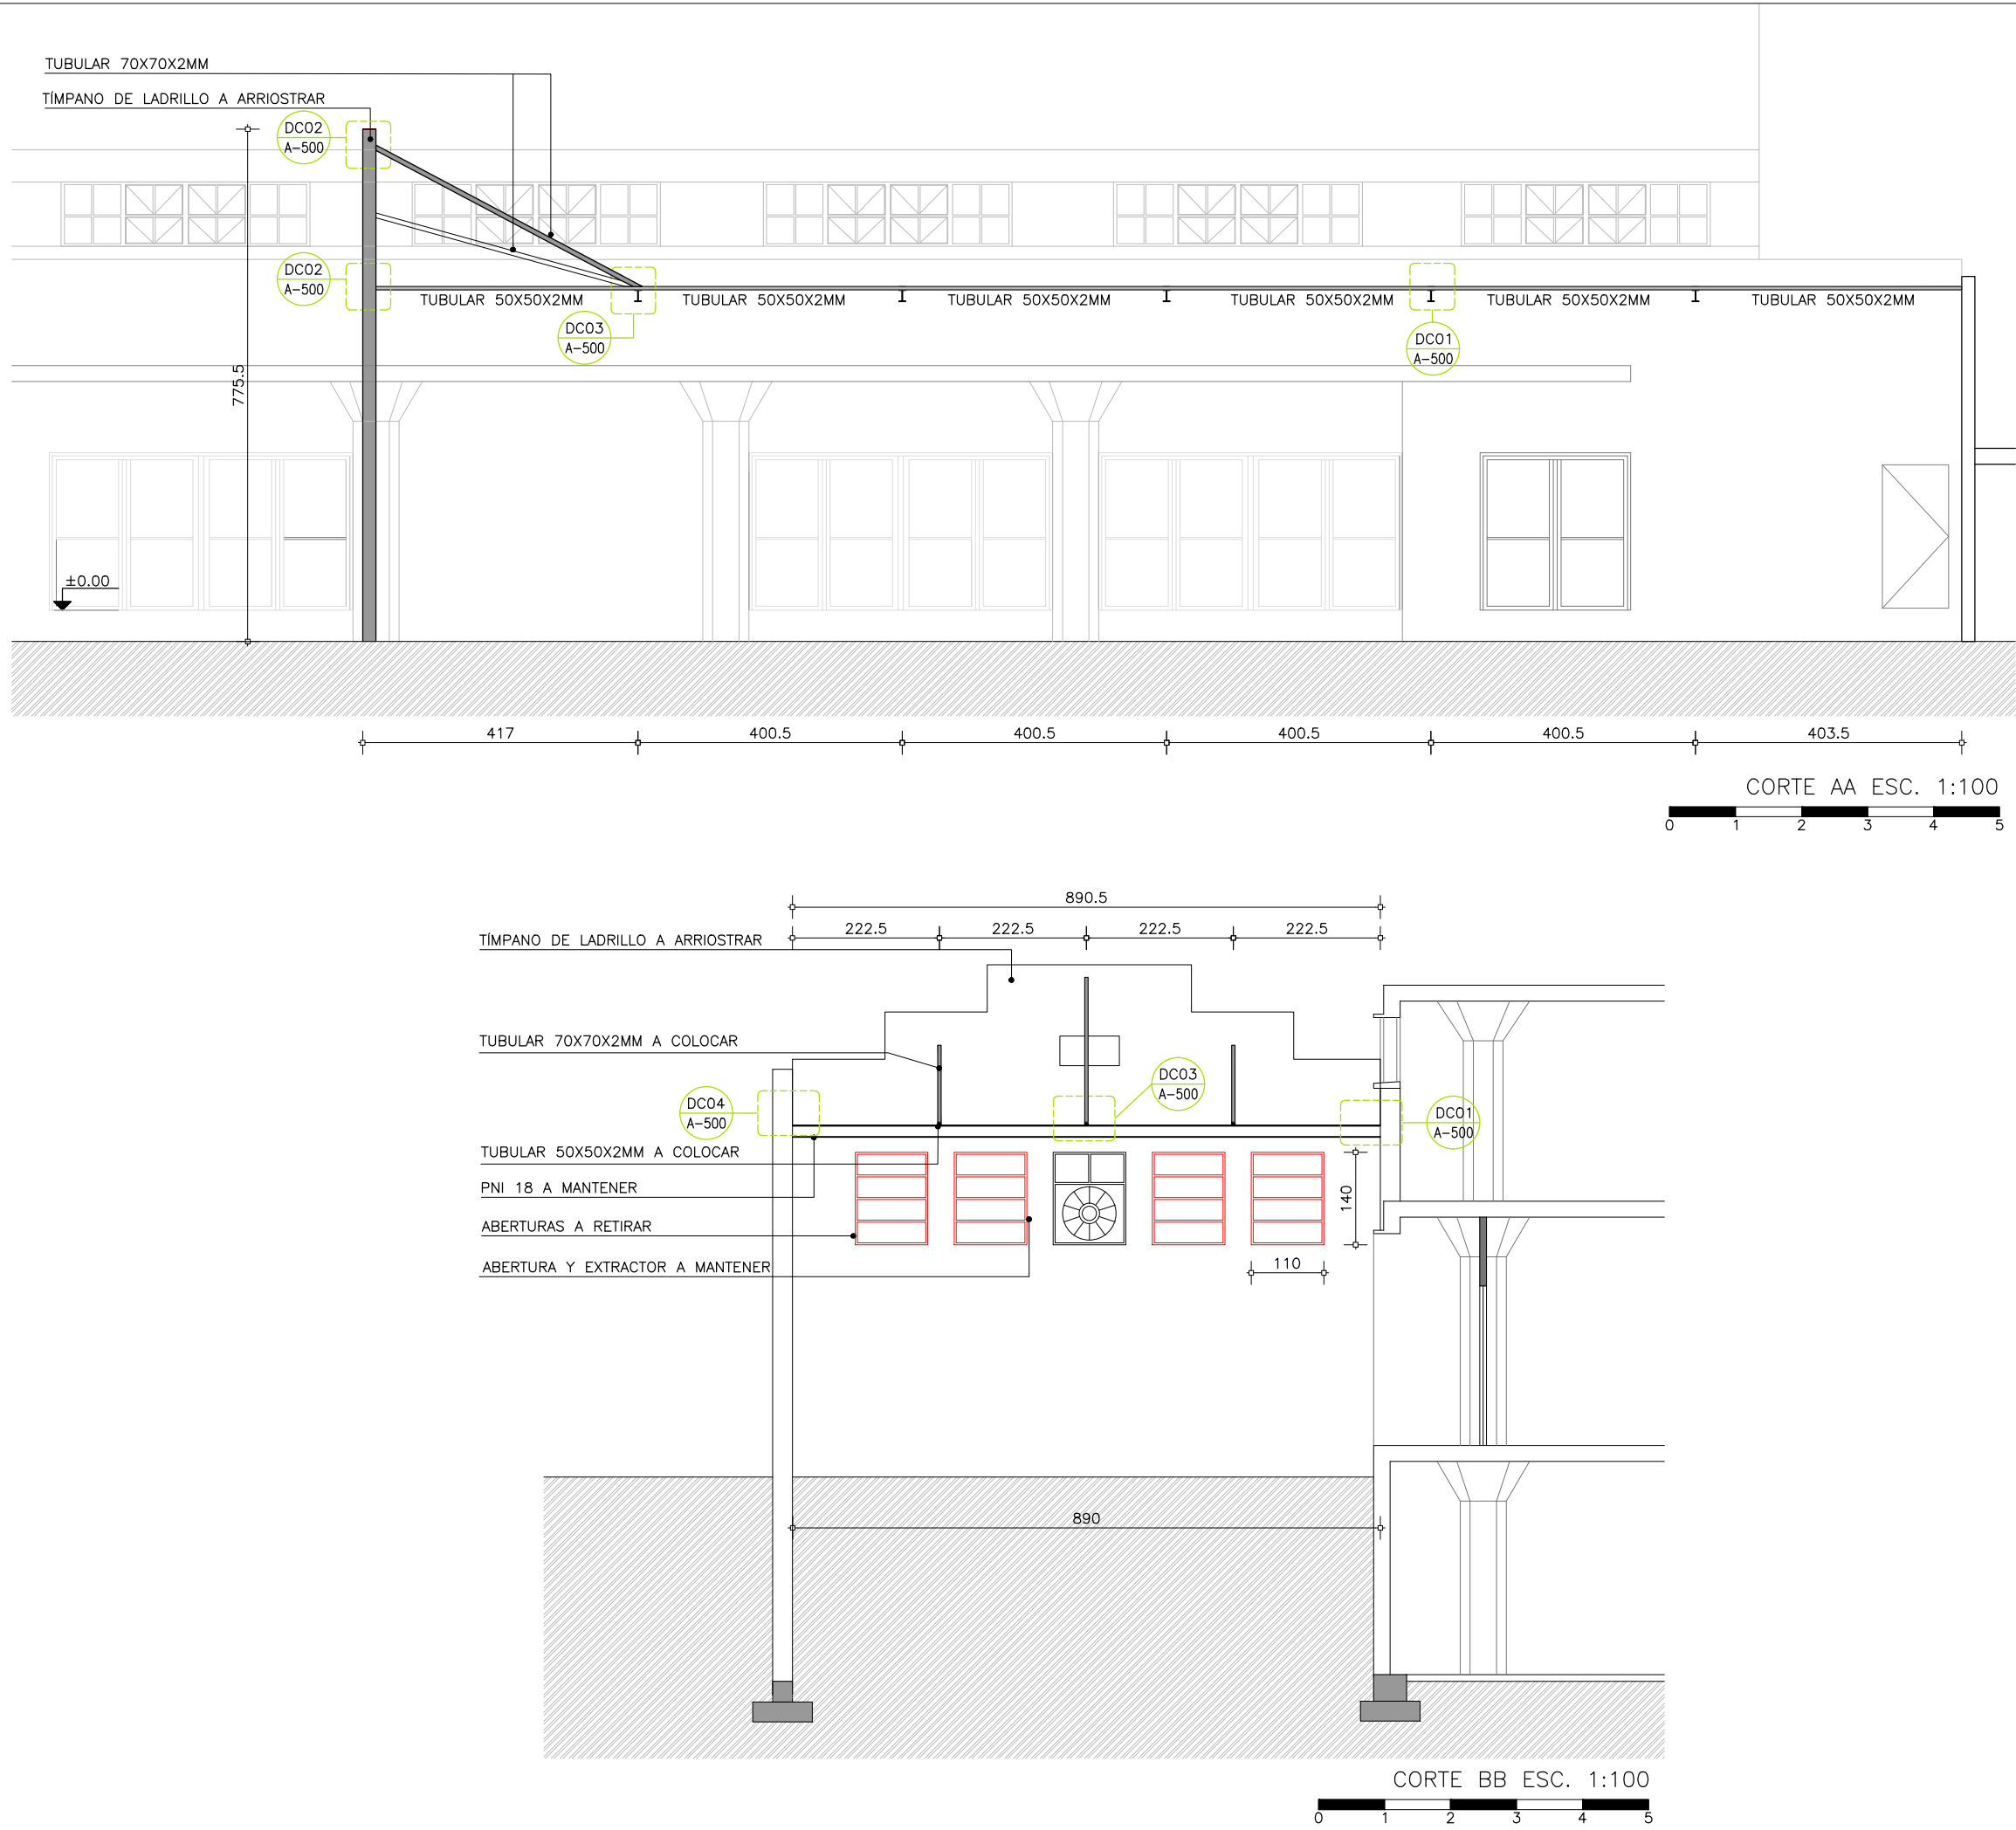 TUBULAR 70X70X2MM
TÍMPANO DE LADRILLO A ARRIOSTRAR
DC02
A-500
DC02
A-500
TUBULAR 50X50X2MM
TUBULAR 50X50X2MM
TUBULAR 50X50X2MM
TUBULAR 50X50X2MM
TUBULAR 50X50X2MM
TUBULAR 50X50X2MM
DC03
A-500
DC01
A-500
775.5
±0.00
417
400.5
400.5
400.5
400.5
403.5
CORTE AA ESC. 1:100
0 1 2 3 4 5
890.5
222.5
222.5
222.5
222.5
TÍMPANO DE LADRILLO A ARRIOSTRAR
TUBULAR 70X70X2MM A COLOCAR
DC03
A-500
DC04
A-500
DC01
A-500
TUBULAR 50X50X2MM A COLOCAR
PNI 18 A MANTENER
140
ABERTURAS A RETIRAR
ABERTURA Y EXTRACTOR A MANTENER
110
890
CORTE BB ESC. 1:100
0 1 2 3 4 5